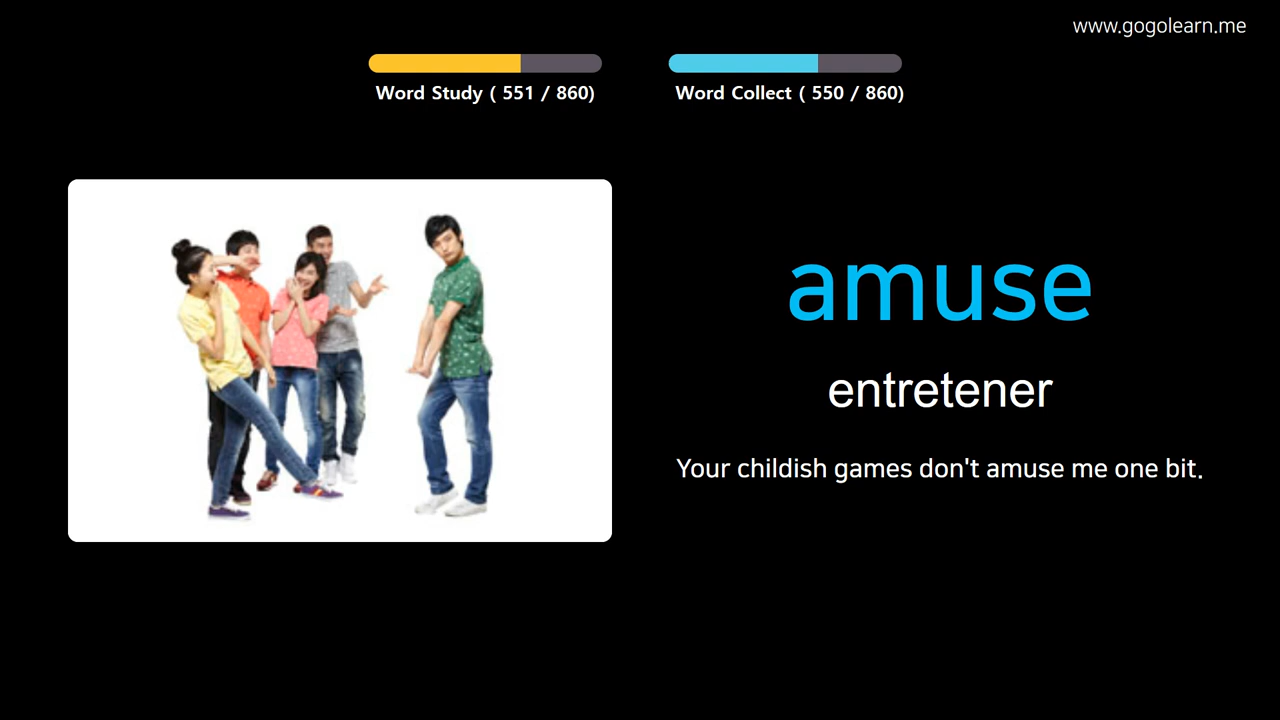 www.gogolearn.me
Word Study ( 551 / 860)
Word Collect ( 550 / 860)
amuse
entretener
Your childish games don't amuse me one bit.